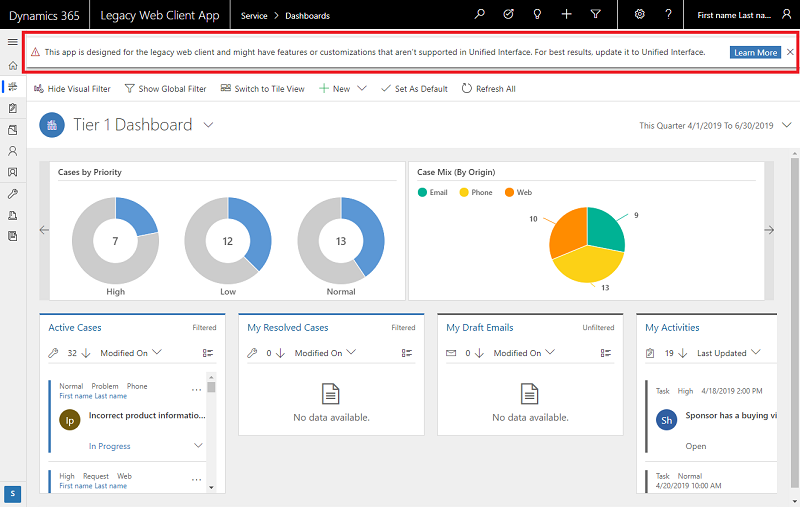 Dynamics 365 Legacy Web Client App Service > Dashboards First name Last na...
This app is designed for the legacy web client and might have features or customizations that aren't supported in Unified Interface. For best results, update it to Unified Interface. Learn More
Hide Visual Filter Show Global Filter Switch to Tile View New Set As Default Refresh All
Tier 1 Dashboard This Quarter 4/1/2019 To 6/30/2019
Cases by Priority
7 12 13
High Low Normal
Case Mix (By Origin)
Email Phone Web
10 9
13
Active Cases Filtered
32 Modified On
Normal Problem Phone
First name Last name
Ip Incorrect product informatio...
In Progress
High Request Web
First name Last name
My Resolved Cases Filtered
0 Modified On
No data available.
My Draft Emails Unfiltered
0 Modified On
No data available.
My Activities
19 Last Updated
Task High 4/18/2019 2:00 PM
Sh Sponsor has a buying vi
Open
Task Normal
4/20/2019 10:00 AM
S